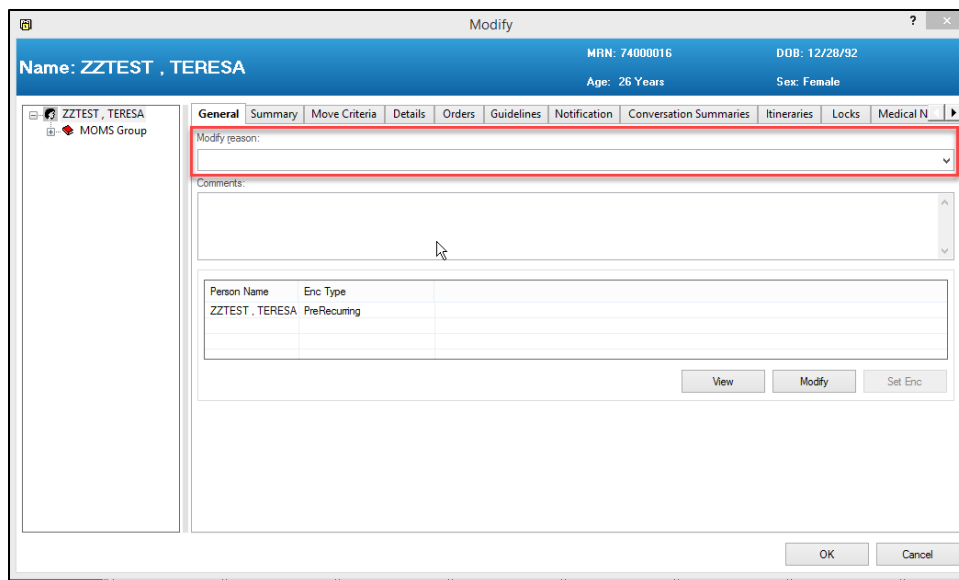 Modify
?
Name: ZZTEST , TERESA
MRN: 74000016
DOB: 12/28/92
Age: 26 Years
Sex: Female
ZZTEST , TERESA
MOMS Group
General Summary Move Criteria Details Orders Guidelines Notification Conversation Summaries Itineraries Locks Medical N
Modify reason:
Comments:
Person Name Enc Type
ZZTEST , TERESA PreRecurring
View Modify Set Enc
OK Cancel